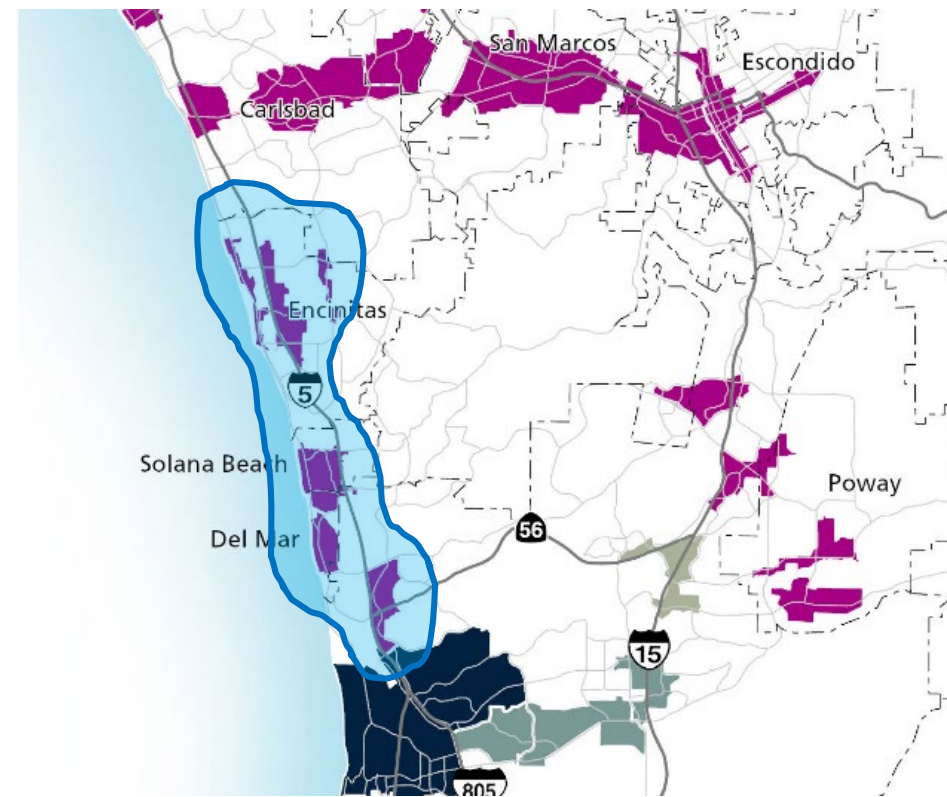 San Marcos
Escondido
Carlsbad
Encinitas
5
Solana Beach
Poway
56
Del Mar
15
805